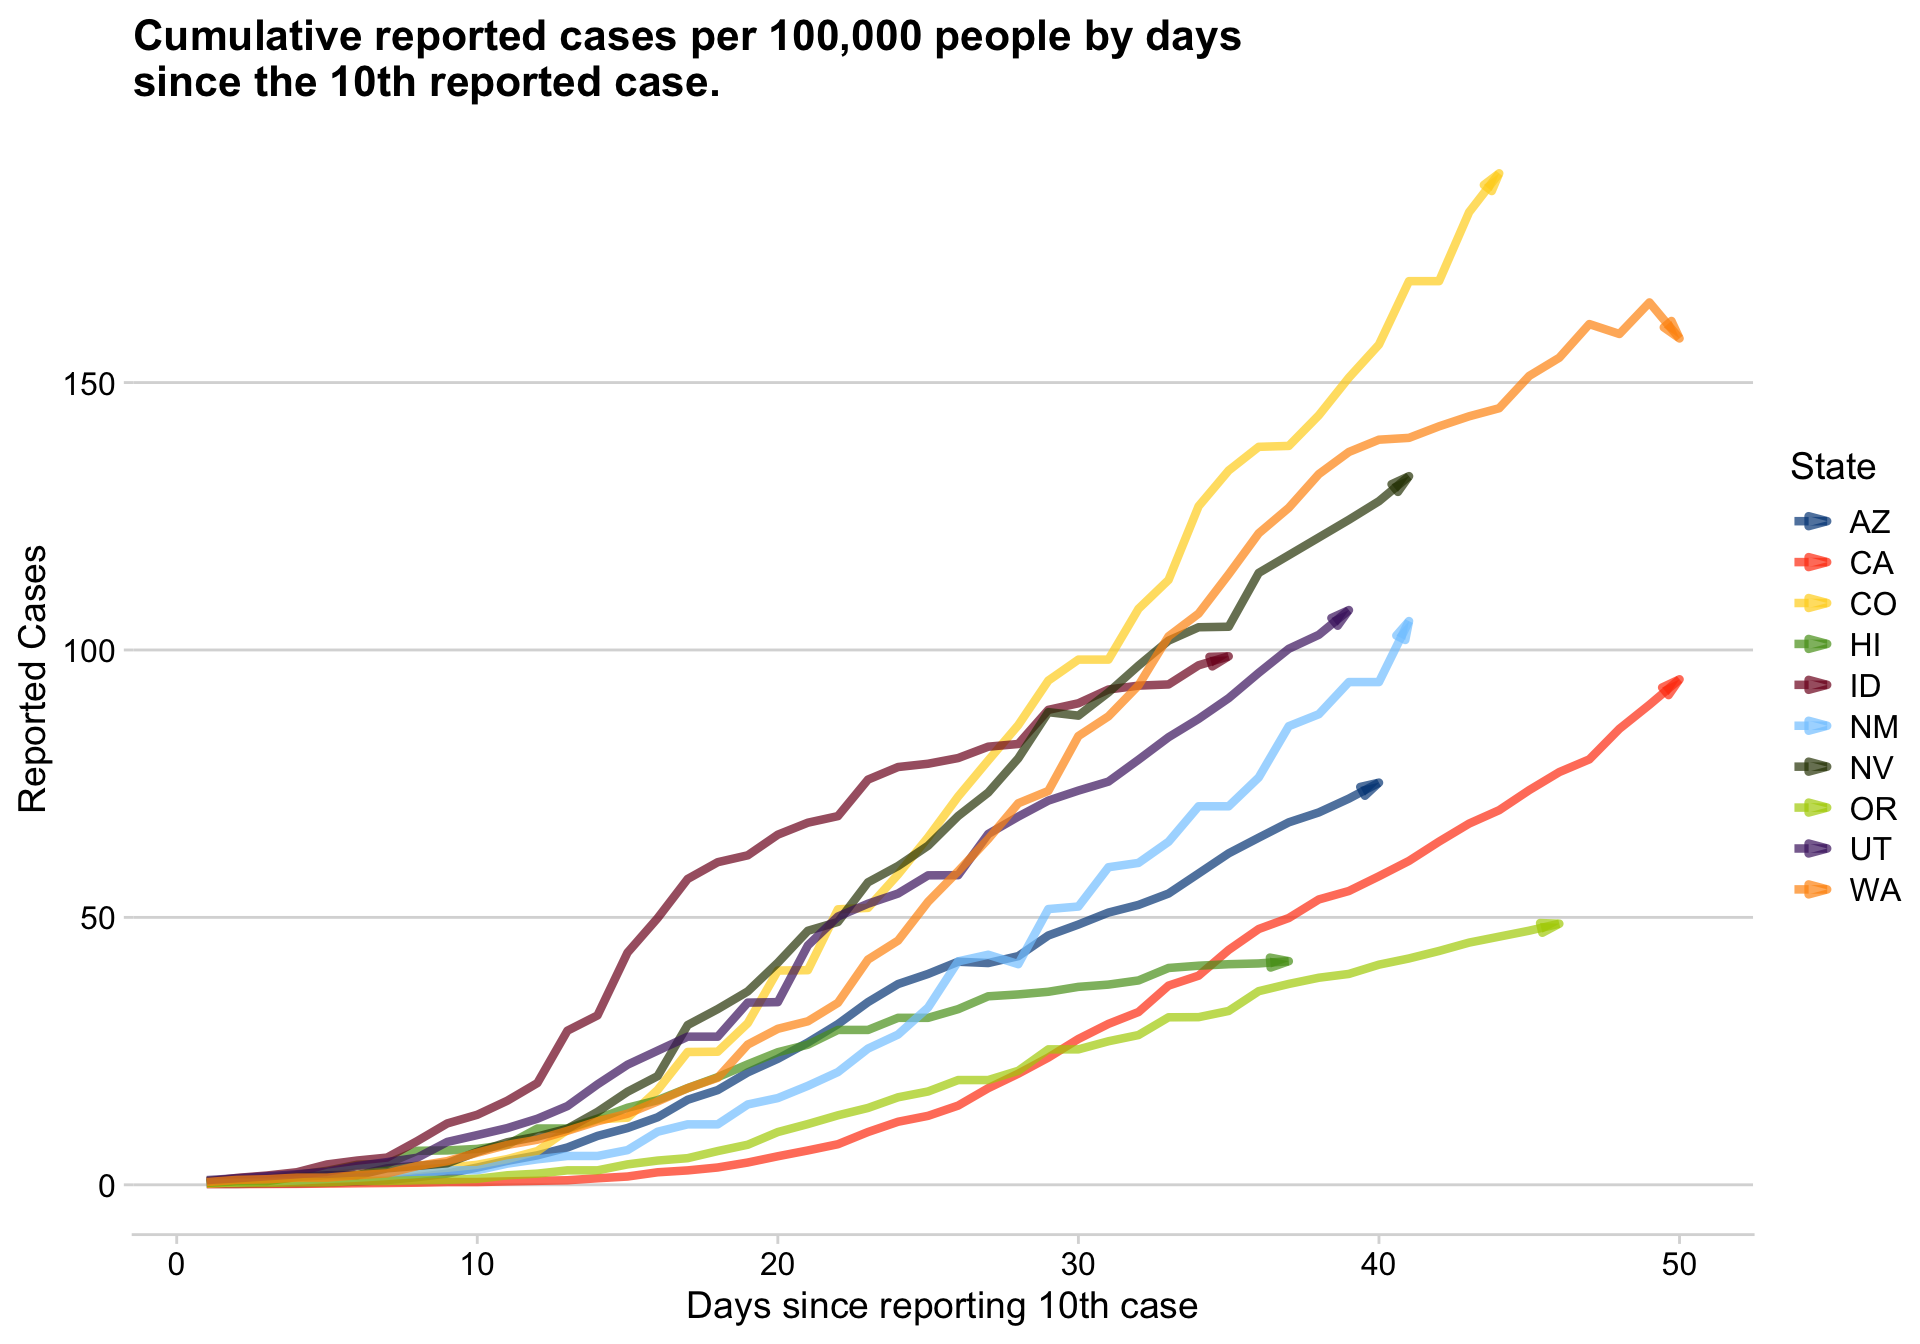 Cumulative reported cases per 100,000 people by days
since the 10th reported case.
150
100
50
0
Reported Cases
0 10 20 30 40 50
Days since reporting 10th case
State
AZ
CA
CO
HI
ID
NM
NV
OR
UT
WA